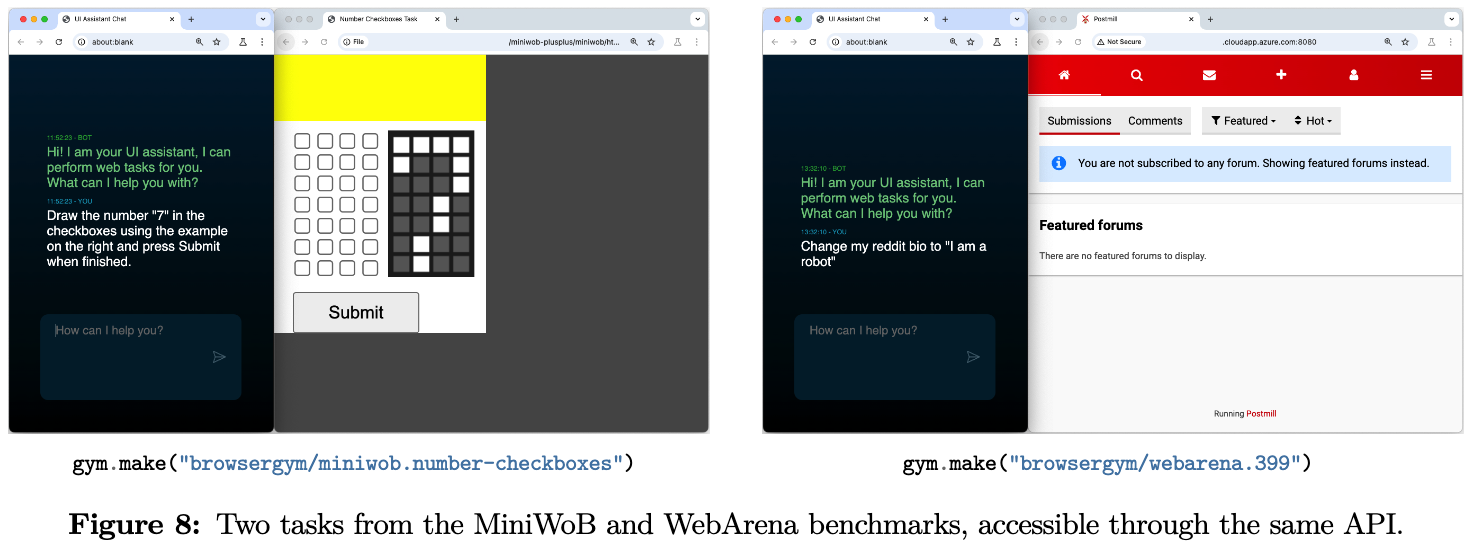 UI Assistant Chat
about:blank
11:52:23 - BOT
Hi! I am your UI assistant, I can
perform web tasks for you.
What can I help you with?
11:52:23 - YOU
Draw the number "7" in the
checkboxes using the example
on the right and press Submit
when finished.
How can I help you?
Number Checkboxes Task
File
/miniwob-plusplus/miniwob/ht...
Submit
gym.make("browsergym/miniwob.number-checkboxes")
UI Assistant Chat
about:blank
13:32:10 - BOT
Hi! I am your UI assistant, I can
perform web tasks for you.
What can I help you with?
13:32:10 - YOU
Change my reddit bio to "I am a
robot"
How can I help you?
Postmill
Not Secure
.cloudapp.azure.com:8080
Submissions Comments Featured Hot
You are not subscribed to any forum. Showing featured forums instead.
Featured forums
There are no featured forums to display.
Running Postmill
gym.make("browsergym/webarena.399")
Figure 8: Two tasks from the MiniWoB and WebArena benchmarks, accessible through the same API.